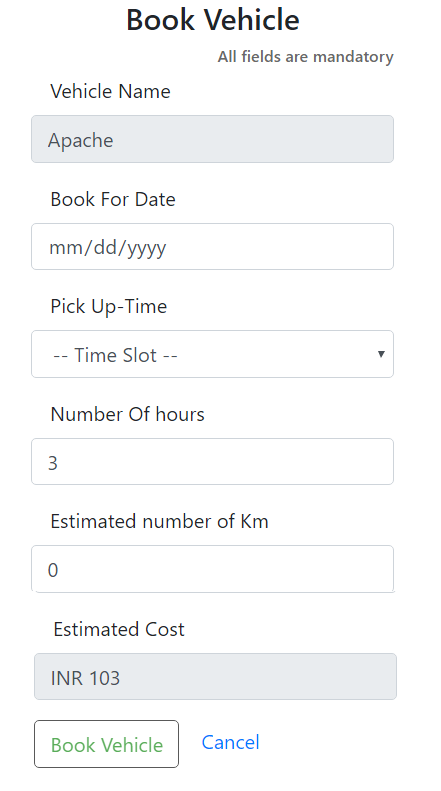 Book Vehicle
All fields are mandatory
Vehicle Name
Apache
Book For Date
mm/dd/yyyy
Pick Up-Time
-- Time Slot --
Number Of hours
3
Estimated number of Km
0
Estimated Cost
INR 103
Book Vehicle Cancel